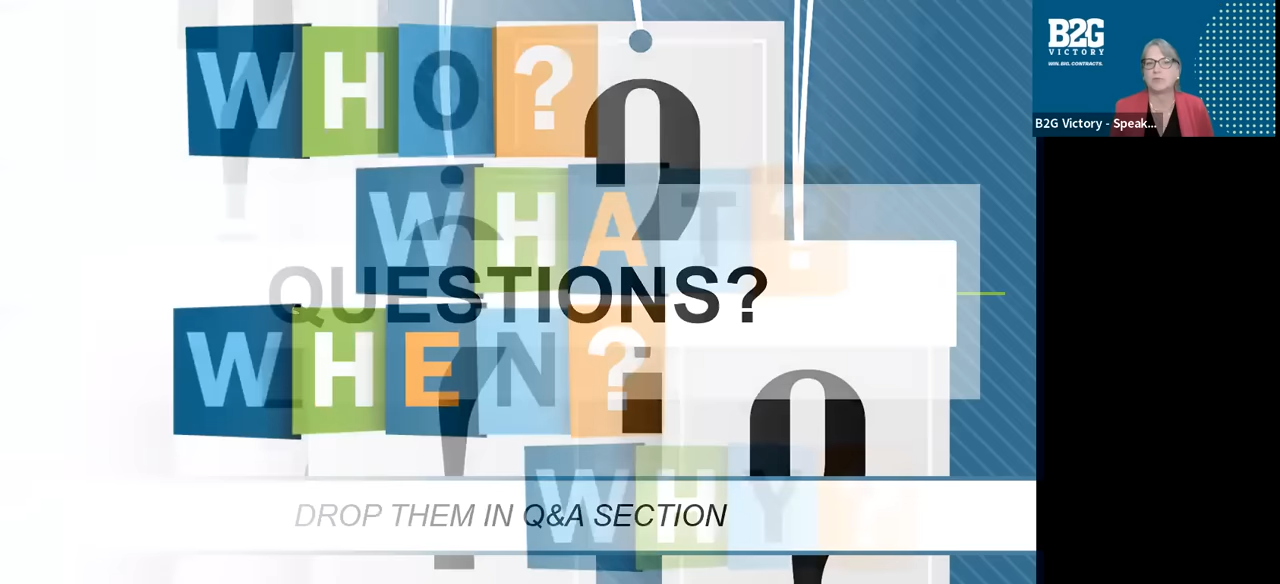 WHO?
WHAT?
QUESTIONS?
WHEN?
WHY?
DROP THEM IN Q&A SECTION
B2G
VICTORY
WIN. BIG. CONTRACTS.
B2G Victory - Speak...